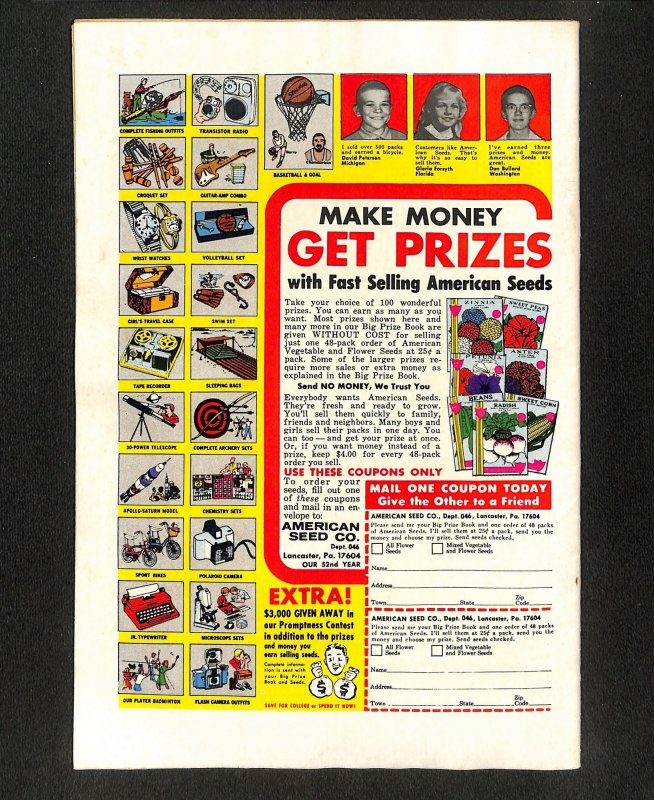 COMPLETE FISHING OUTFITS
TRANSISTOR RADIO
BASKETBALL & GOAL
CROQUET SET
GUITAR-AMP COMBO
WRIST WATCHES
VOLLEYBALL SET
GIRL'S TRAVEL CASE
SWIM SET
TAPE RECORDER
SLEEPING BAGS
30-POWER TELESCOPE
COMPLETE ARCHERY SETS
APOLLO-SATURN MODEL
CHEMISTRY SETS
SPORT BIKES
POLAROID CAMERA
JR. TYPEWRITER
MICROSCOPE SETS
OUR PLAYER BADMINTON
FLASH CAMERA OUTFITS
I sold over 500 packs
and earned a bicycle.
David Peterson
Michigan
Customers like Amer-
ican Seeds. That's
why it's so easy to
sell them.
Gloria Forsyth
Florida
I've earned three
prizes and money.
American Seeds are
great.
Don Bullard
Washington
MAKE MONEY
GET PRIZES
with Fast Selling American Seeds
Take your choice of 100 wonderful
prizes. You can earn as many as you
want. Most prizes shown here and
many more in our Big Prize Book are
given WITHOUT COST for selling
just one 48-pack order of American
Vegetable and Flower Seeds at 25¢ a
pack. Some of the larger prizes re-
quire more sales or extra money as
explained in the Big Prize Book.
Send NO MONEY, We Trust You
Everybody wants American Seeds.
They're fresh and ready to grow.
You'll sell them quickly to family,
friends and neighbors. Many boys and
girls sell their packs in one day. You
can too — and get your prize at once.
Or, if you want money instead of a
prize, keep $4.00 for every 48-pack
order you sell.
ZINNIA
SWEET PEAS
PETUNIA
ASTER
BEANS
RADISH
SWEET CORN
USE THESE COUPONS ONLY
To order your
seeds, fill out one
of these coupons
and mail in an en-
velope to:
AMERICAN
SEED CO.
Dept. 046
Lancaster, Pa. 17604
OUR 52nd YEAR
EXTRA!
$3,000 GIVEN AWAY in
our Promptness Contest
in addition to the prizes
and money you
earn selling seeds.
Complete informa-
tion is sent with
your Big Prize
Book and Seeds.
$ $
SAVE FOR COLLEGE or SPEND IT NOW!
MAIL ONE COUPON TODAY
Give the Other to a Friend
AMERICAN SEED CO., Dept. 046, Lancaster, Pa. 17604
Please send me your Big Prize Book and one order of 48 packs
of American Seeds. I'll sell them at 25¢ a pack, send you the
money and choose my prize. Send seeds checked.
All Flower
Seeds
Mixed Vegetable
and Flower Seeds
Name
Address
Town State Zip Code
AMERICAN SEED CO., Dept. 046, Lancaster, Pa. 17604
Please send me your Big Prize Book and one order of 48 packs
of American Seeds. I'll sell them at 25¢ a pack, send you the
money and choose my prize. Send seeds checked.
All Flower
Seeds
Mixed Vegetable
and Flower Seeds
Name
Address
Town State Zip Code